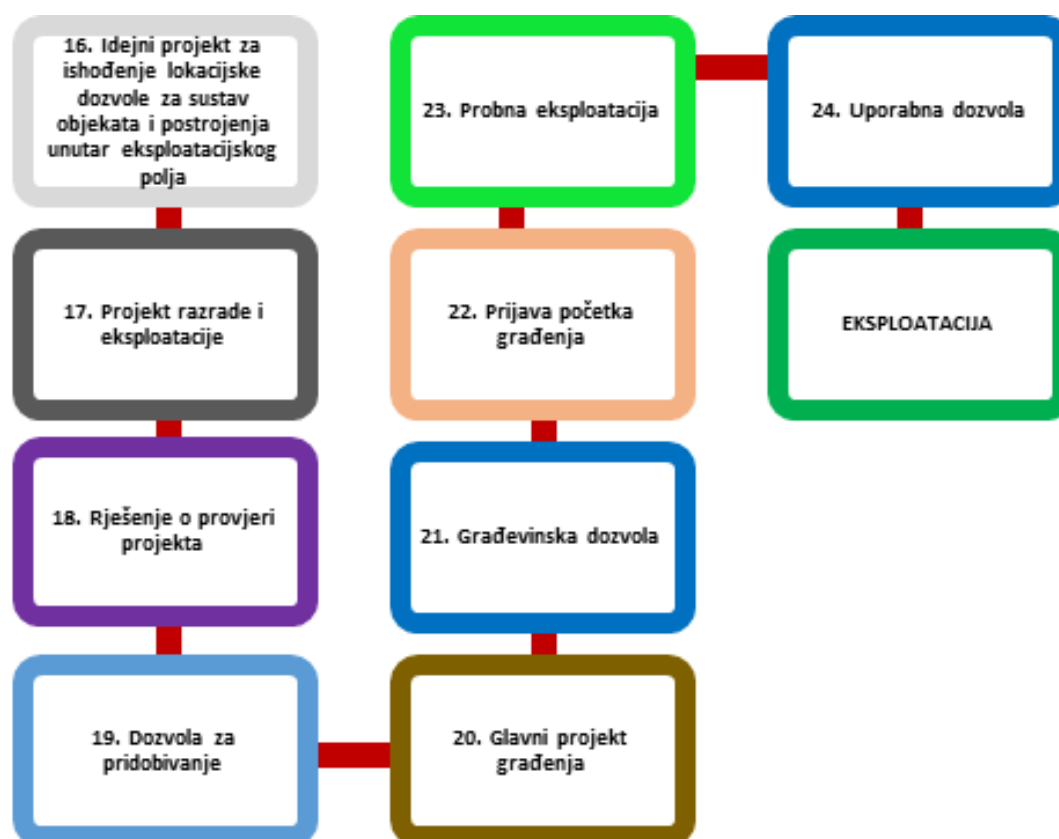 16. Idejni projekt za
ishođenje lokacijske
dozvole za sustav
objekata i postrojenja
unutar eksploatacijskog
polja
17. Projekt razrade i
eksploatacije
18. Rješenje o provjeri
projekta
19. Dozvola za
pridobivanje
20. Glavni projekt
građenja
21. Građevinska dozvola
22. Prijava početka
građenja
23. Probna eksploatacija
24. Uporabna dozvola
EKSPLOATACIJA